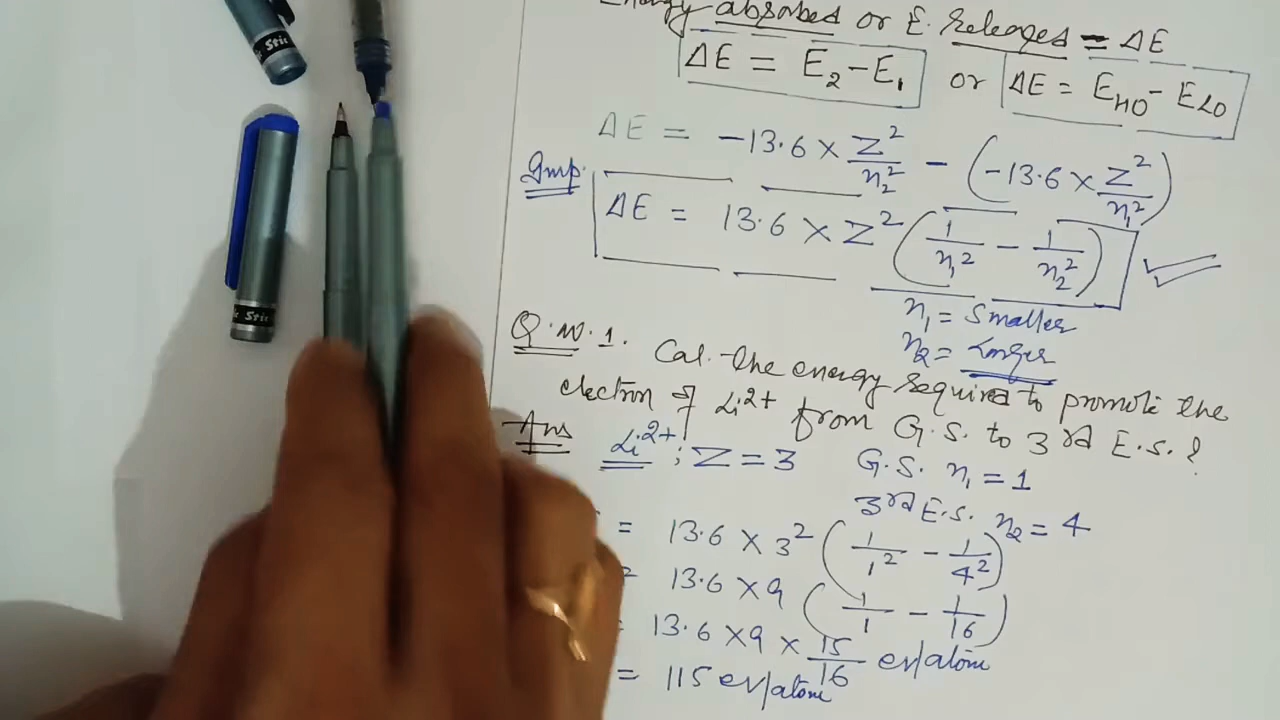 Energy absorbed or E. releases = ΔE
ΔE = E₂ - E₁ or ΔE = E_HO - E_LO
ΔE = -13.6 × Z²/n₂² - (-13.6 × Z²/n₁²)
Imp. ΔE = 13.6 × Z² (1/n₁² - 1/n₂²)
n₁ = Smaller
n₂ = Larger
Q.N.1. Cal. the energy required to promote the
electron of Li²⁺ from G.S. to 3rd E.S.?
Ans Li²⁺; Z = 3 G.S. n₁ = 1
3rd E.S. n₂ = 4
= 13.6 × 3² (1/1² - 1/4²)
= 13.6 × 9 (1/1 - 1/16)
= 13.6 × 9 × 15/16 ev/atom
= 115 ev/atom
Stic
Stic